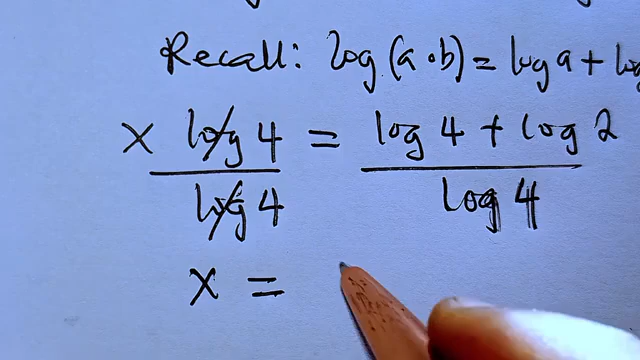 Recall: log (a · b) = log a + log
x log 4 = log 4 + log 2
log 4 log 4
x =